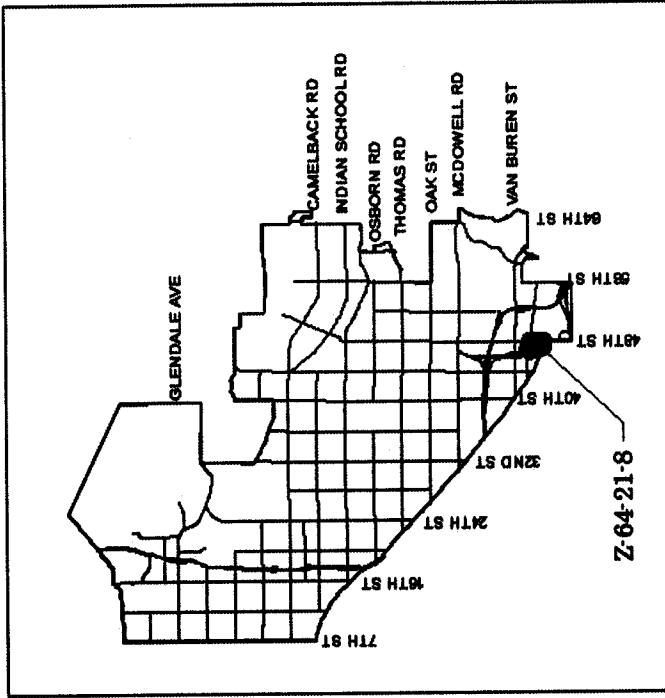 GLENDALE AVE
CAMELBACK RD
INDIAN SCHOOL RD
OSBORN RD
THOMAS RD
OAK ST
MCDOWELL RD
VAN BUREN ST
64TH ST
58TH ST
48TH ST
40TH ST
32ND ST
24TH ST
16TH ST
7TH ST
Z-64-21-8